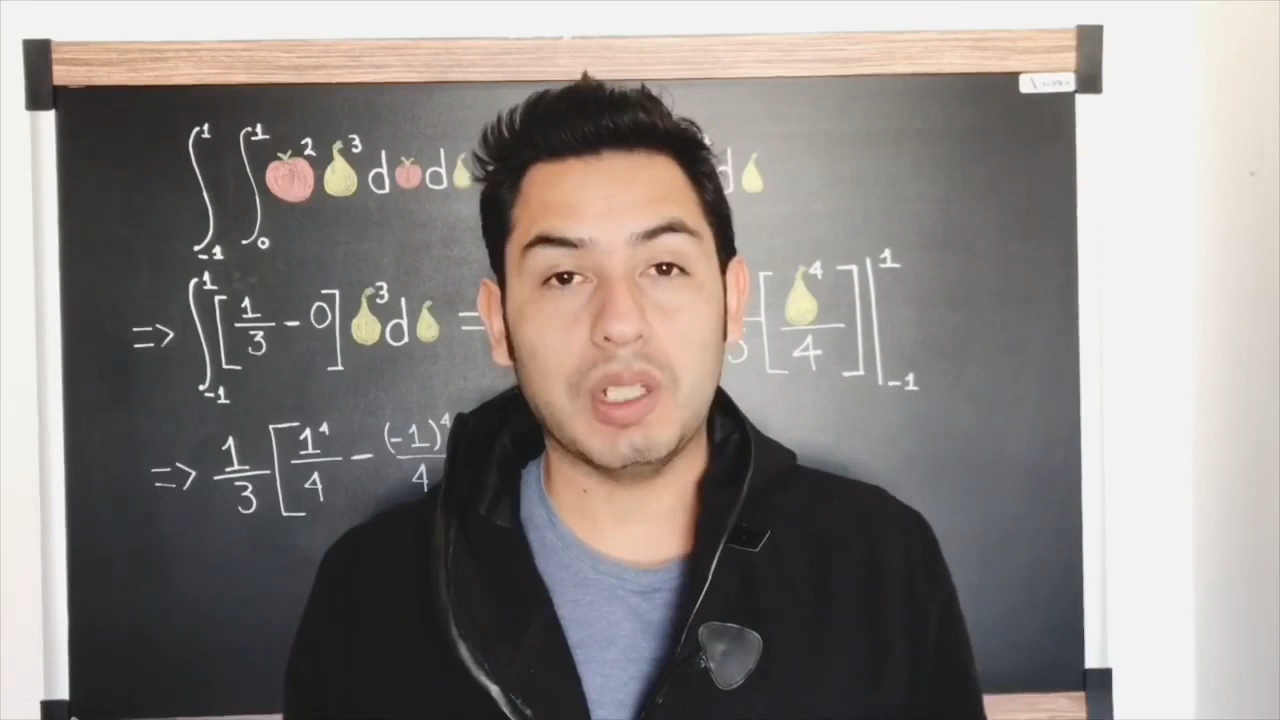 ∫₋₁¹ ∫₀¹ 🍎² 🍐³ d🍎d🍐 d🍐
=> ∫₋₁¹ [1/3 - 0] 🍐³ d🍐 = [🍐⁴/4] |₋₁¹
=> 1/3 [1⁴/4 - (-1)⁴/4